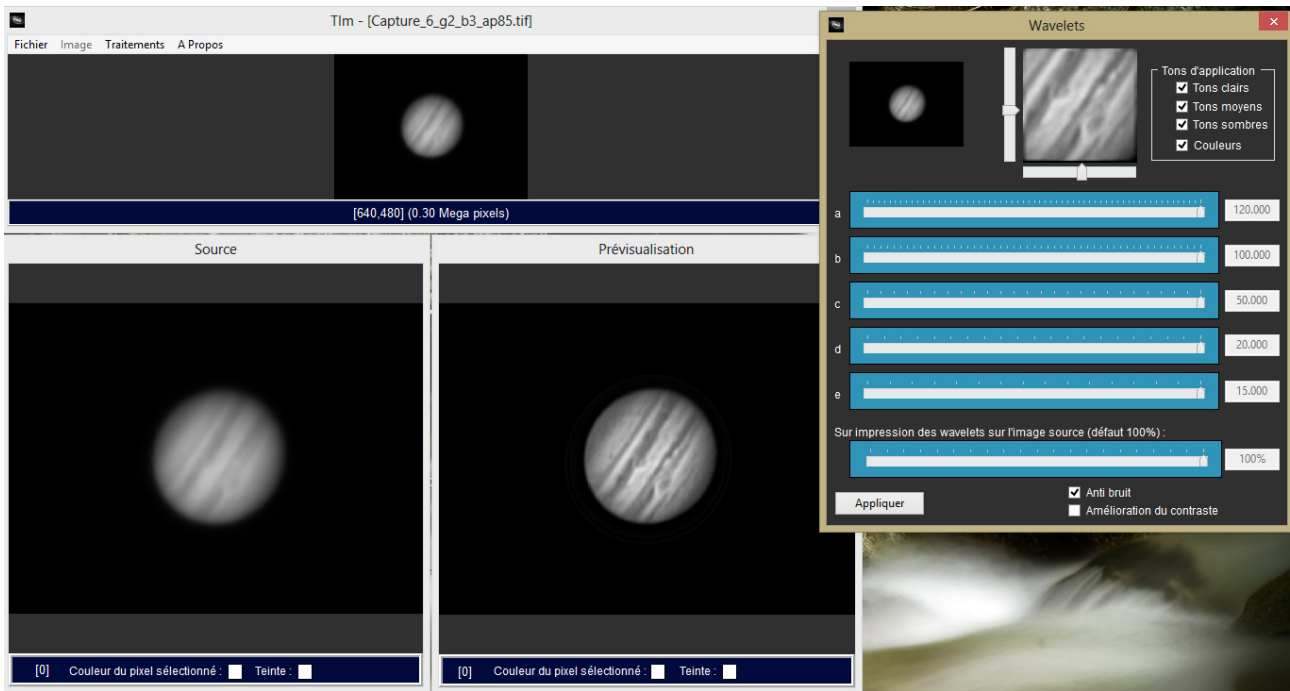 TIm - [Capture_6_g2_b3_ap85.tif]
Fichier Image Traitements A Propos
[640,480] (0.30 Mega pixels)
Source
[0] Couleur du pixel sélectionné : Teinte :
Prévisualisation
[0] Couleur du pixel sélectionné : Teinte :
Wavelets
Tons d'application
Tons clairs
Tons moyens
Tons sombres
Couleurs
a 120.000
b 100.000
c 50.000
d 20.000
e 15.000
Sur impression des wavelets sur l'image source (défaut 100%) :
100%
Appliquer
Anti bruit
Amélioration du contraste